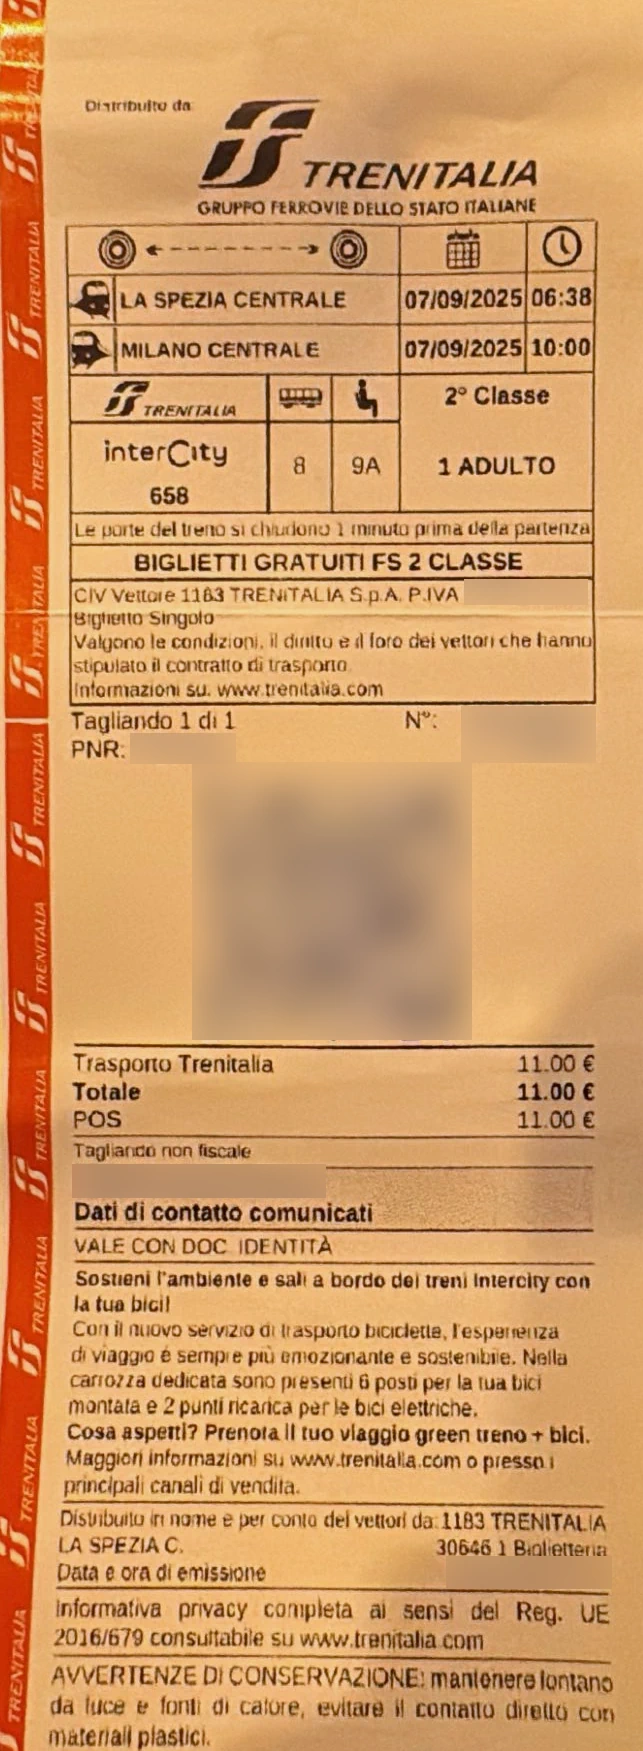 Distribuito da:
TRENITALIA
GRUPPO FERROVIE DELLO STATO ITALIANE
LA SPEZIA CENTRALE 07/09/2025 06:38
MILANO CENTRALE 07/09/2025 10:00
TRENITALIA 2° Classe
interCity 8 9A 1 ADULTO
658
Le porte del treno si chiudono 1 minuto prima della partenza
BIGLIETTI GRATUITI FS 2 CLASSE
CIV Vettore 1183 TRENITALIA S.p.A. P.IVA
Biglietto Singolo
Valgono le condizioni, il diritto e il foro dei vettori che hanno
stipulato il contratto di trasporto.
Informazioni su: www.trenitalia.com
Tagliando 1 di 1 N°:
PNR:
Trasporto Trenitalia 11.00 €
Totale 11.00 €
POS 11.00 €
Tagliando non fiscale
Dati di contatto comunicati
VALE CON DOC IDENTITÀ
Sostieni l'ambiente e sali a bordo dei treni Intercity con
la tua bici!
Con il nuovo servizio di trasporto biciclette, l'esperienza
di viaggio è sempre più emozionante e sostenibile. Nella
carrozza dedicata sono presenti 6 posti per la tua bici
montata e 2 punti ricarica per le bici elettriche.
Cosa aspetti? Prenota il tuo viaggio green treno + bici.
Maggiori informazioni su www.trenitalia.com o presso i
principali canali di vendita.
Distribuito in nome e per conto dei vettori da: 1183 TRENITALIA
LA SPEZIA C. 30646 1 Biglietteria
Data e ora di emissione
Informativa privacy completa ai sensi del Reg. UE
2016/679 consultabile su www.trenitalia.com
AVVERTENZE DI CONSERVAZIONE: mantenere lontano
da luce e fonti di calore, evitare il contatto diretto con
materiali plastici.
TRENITALIA
TRENITALIA
TRENITALIA
TRENITALIA
TRENITALIA
TRENITALIA
TRENITALIA
TRENITALIA
TRENITALIA
TRENITALIA